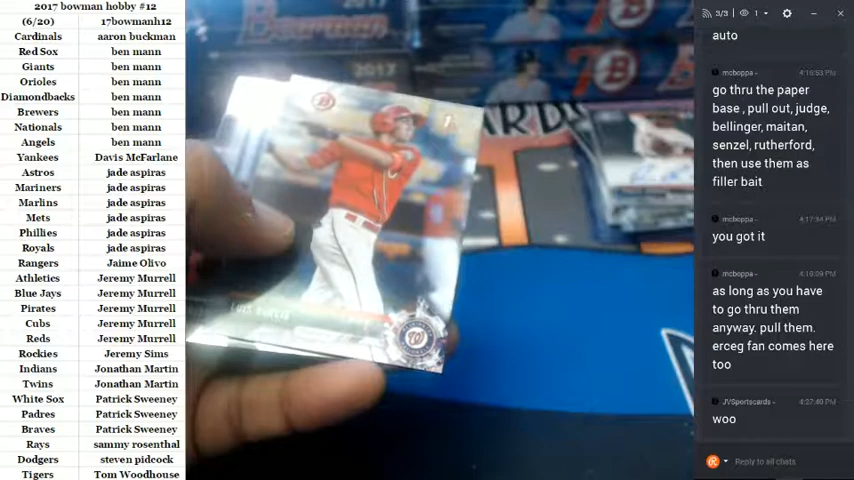 2017 bowman hobby #12
(6/20) 17bowmanh12
Cardinals aaron buckman
Red Sox ben mann
Giants ben mann
Orioles ben mann
Diamondbacks ben mann
Brewers ben mann
Nationals ben mann
Angels ben mann
Yankees Davis McFarlane
Astros jade aspiras
Mariners jade aspiras
Marlins jade aspiras
Mets jade aspiras
Phillies jade aspiras
Royals jade aspiras
Rangers Jaime Olivo
Athletics Jeremy Murrell
Blue Jays Jeremy Murrell
Pirates Jeremy Murrell
Cubs Jeremy Murrell
Reds Jeremy Murrell
Rockies Jeremy Sims
Indians Jonathan Martin
Twins Jonathan Martin
White Sox Patrick Sweeney
Padres Patrick Sweeney
Braves Patrick Sweeney
Rays sammy rosenthal
Dodgers steven pidcock
Tigers Tom Woodhouse
Bowman
2017
B
B
ARDS
B
W
3/3 1
auto
mcboppa - 4:16:53 PM
go thru the paper
base , pull out, judge,
bellinger, maitan,
senzel, rutherford,
then use them as
filler bait
mcboppa - 4:17:34 PM
you got it
mcboppa -
as long as you have
to go thru them
anyway. pull them.
erceg fan comes here
too
JVSportscards - 4:27:40 PM
woo
Reply to all chats